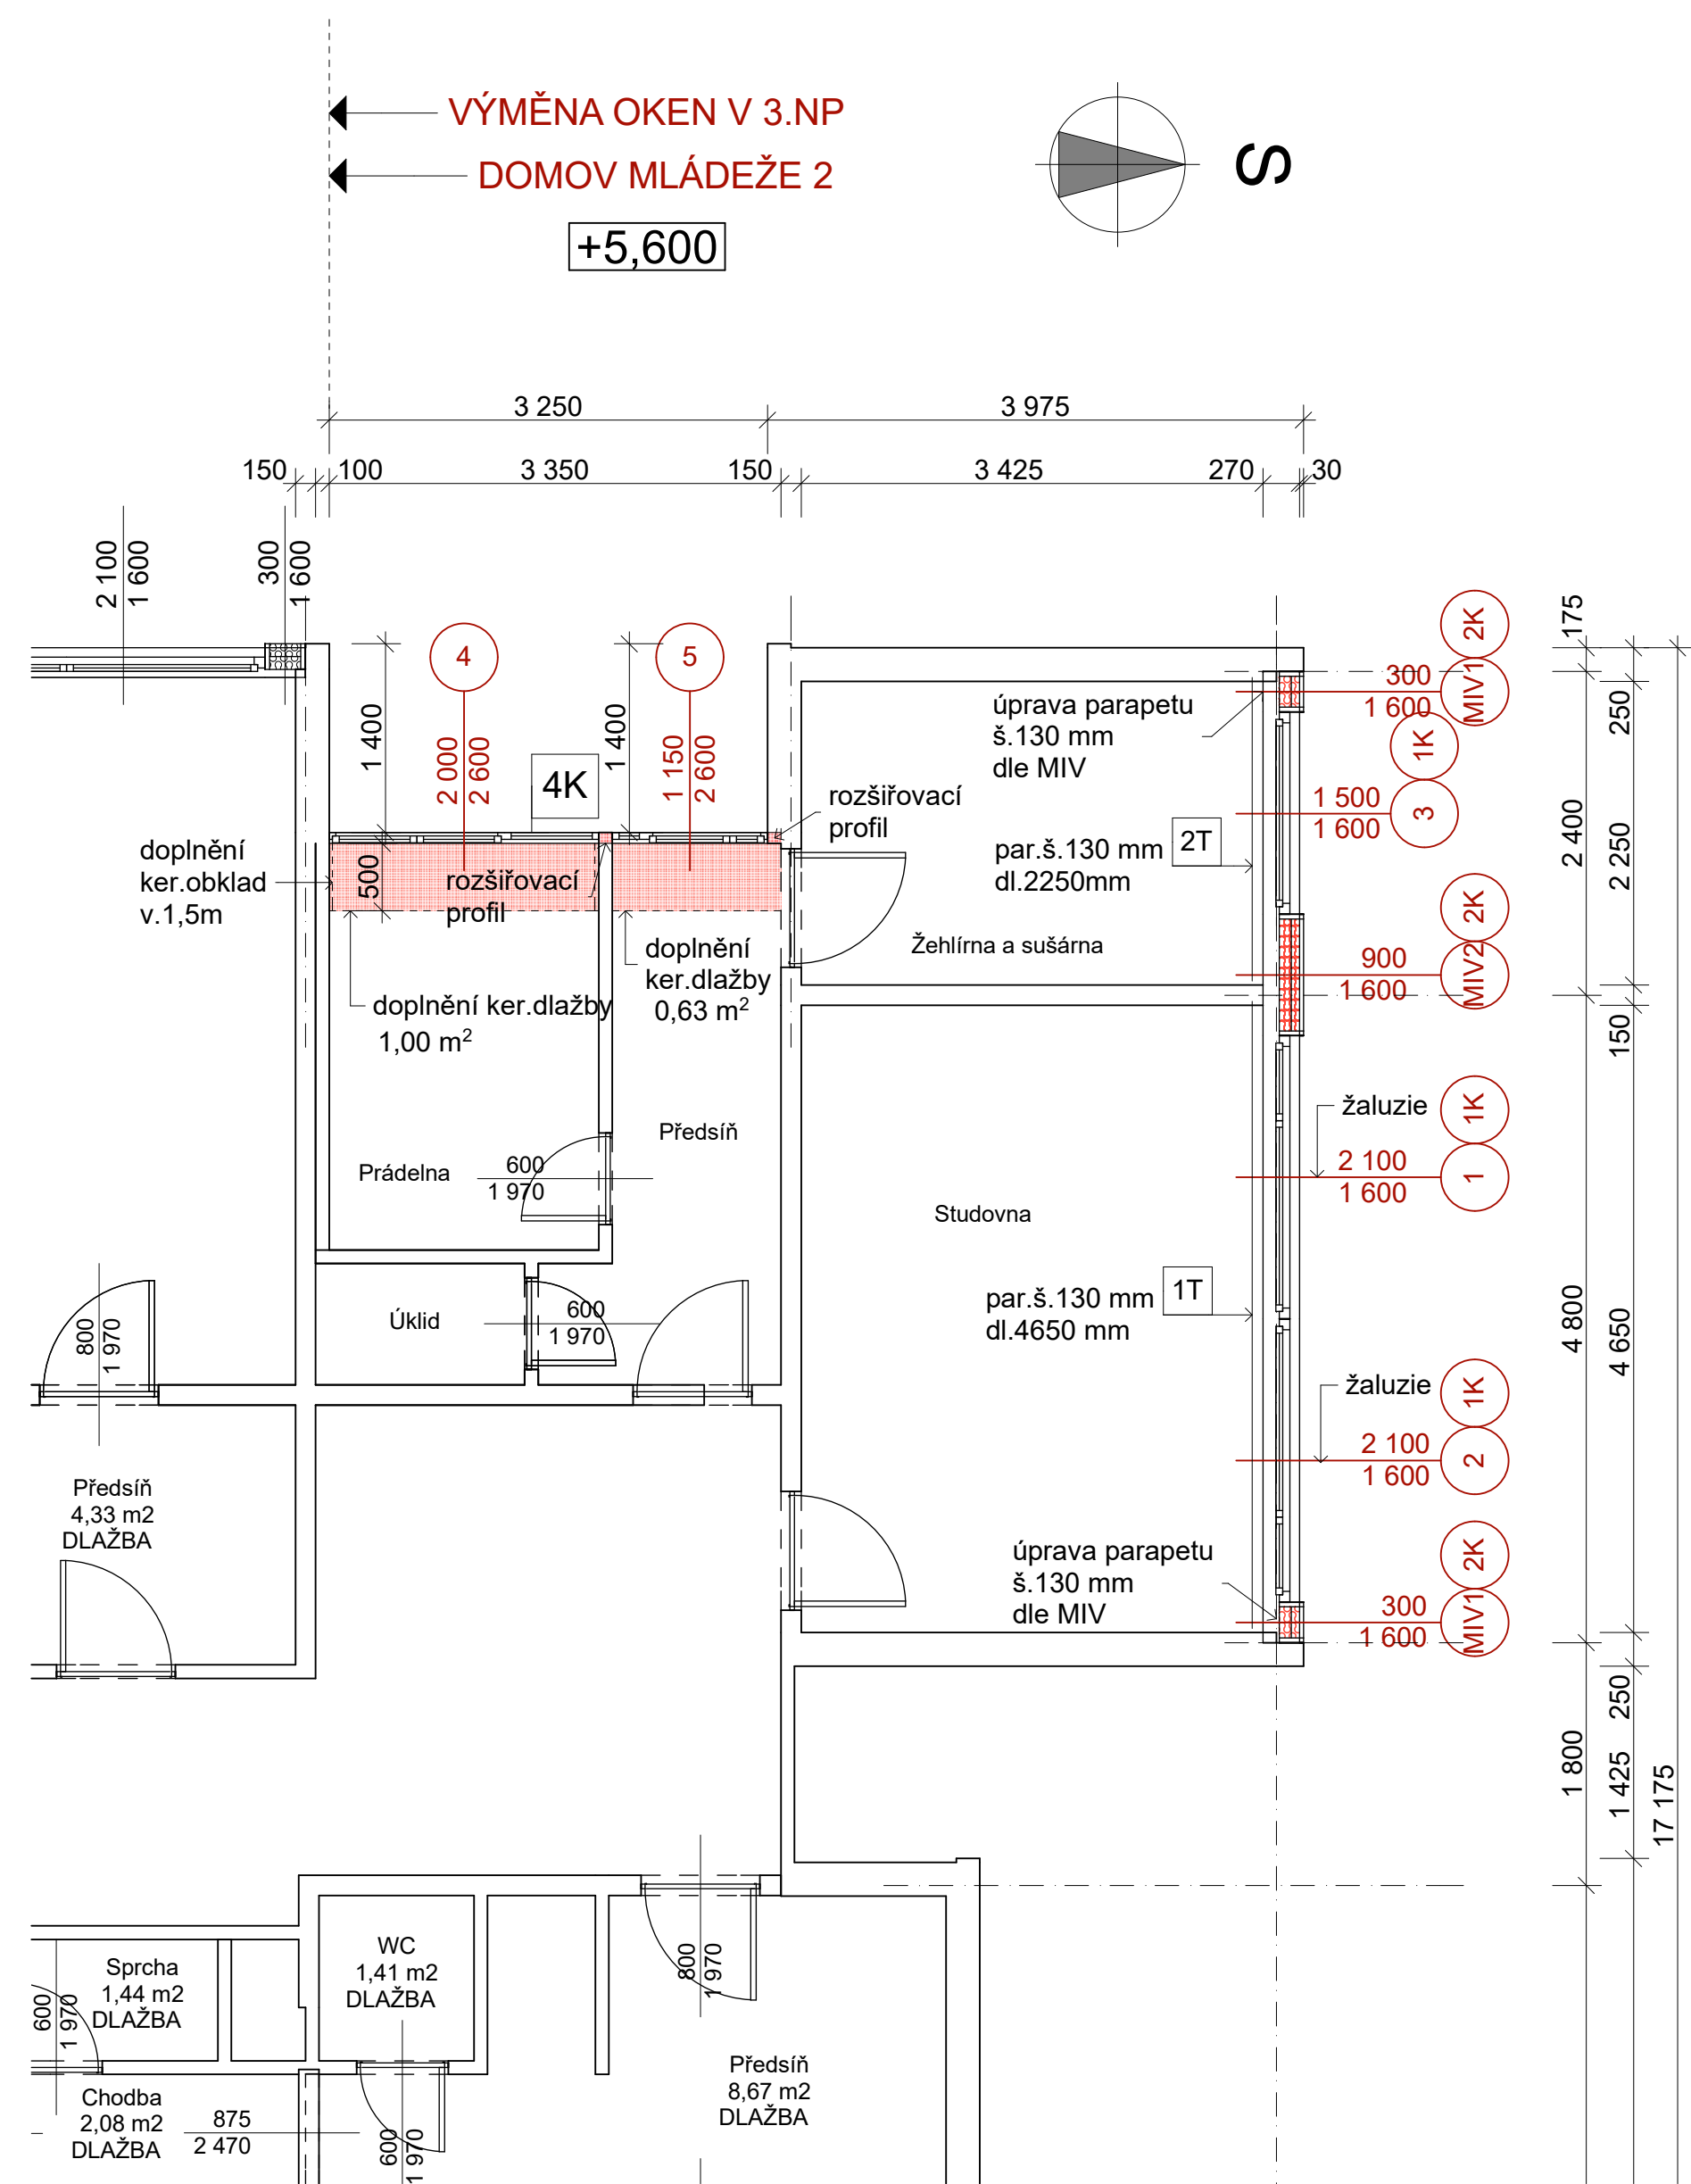 VÝMĚNA OKEN V 3.NP
DOMOV MLÁDEŽE 2
+5,600
S
3 250
3 975
150
100
3 350
150
3 425
270
30
2 100
1 600
300
1 600
4
5
1 400
1 400
2 000
2 600
1 150
2 600
4K
500
doplnění
ker.obklad
v.1,5m
rozšiřovací
profil
rozšiřovací
profil
úprava parapetu
š.130 mm
dle MIV
par.š.130 mm
dl.2250mm
2T
Žehlírna a sušárna
doplnění
ker.dlažby
0,63 m²
doplnění ker.dlažby
1,00 m²
Prádelna
600
1 970
Předsíň
Úklid
600
1 970
Studovna
par.š.130 mm
dl.4650 mm
1T
úprava parapetu
š.130 mm
dle MIV
2K
MIV1
300
1 600
1K
3
1 500
1 600
2K
MIV2
900
1 600
žaluzie
1K
1
2 100
1 600
žaluzie
1K
2
2 100
1 600
2K
MIV1
300
1 600
175
2 400
4 800
1 800
250
2 250
150
4 650
250
1 425
17 175
800
1 970
Předsíň
4,33 m2
DLAŽBA
Sprcha
1,44 m2
DLAŽBA
600
1 970
WC
1,41 m2
DLAŽBA
800
1 970
Předsíň
8,67 m2
DLAŽBA
Chodba
2,08 m2
DLAŽBA
875
2 470
600
1 970